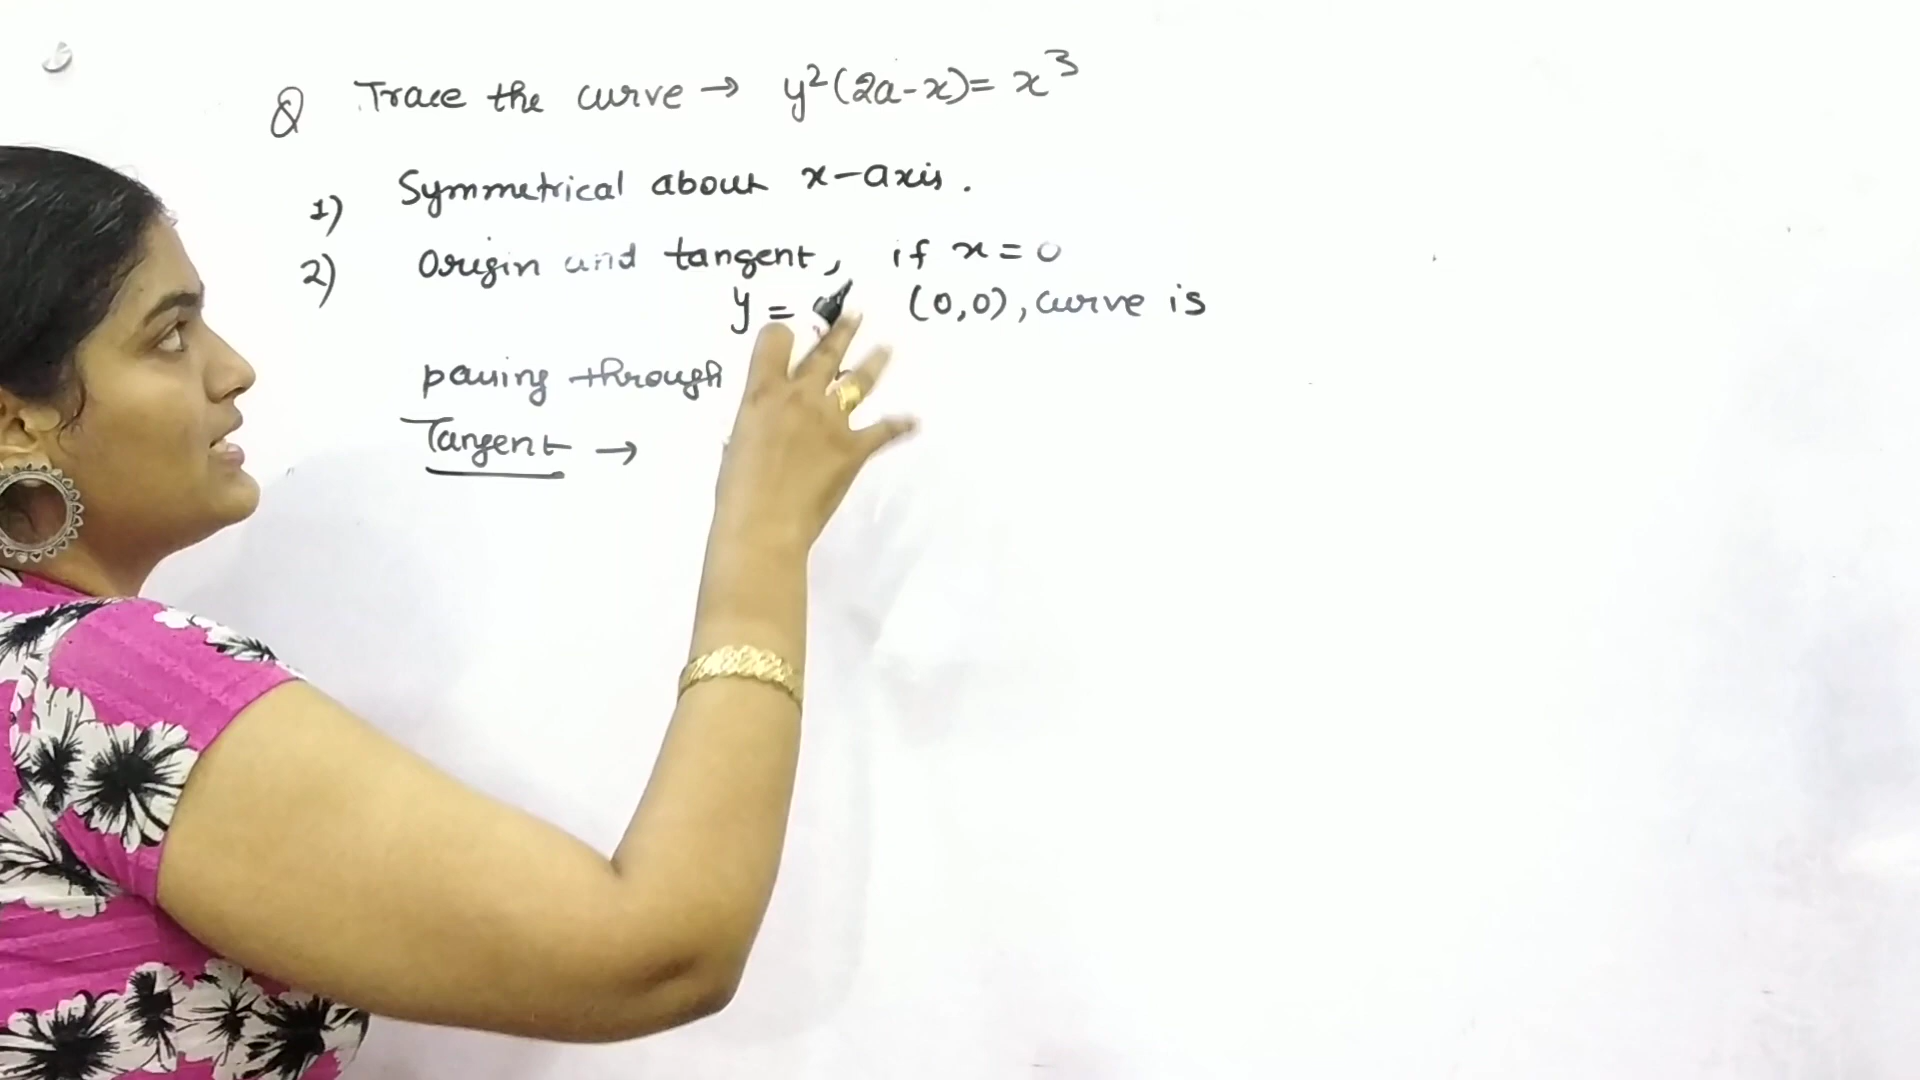 Q Trace the curve → y²(2a-x)= x³
1) Symmetrical about x-axis.
2) Origin and tangent, if x = 0
y = (0,0), curve is
passing through
Tangent →